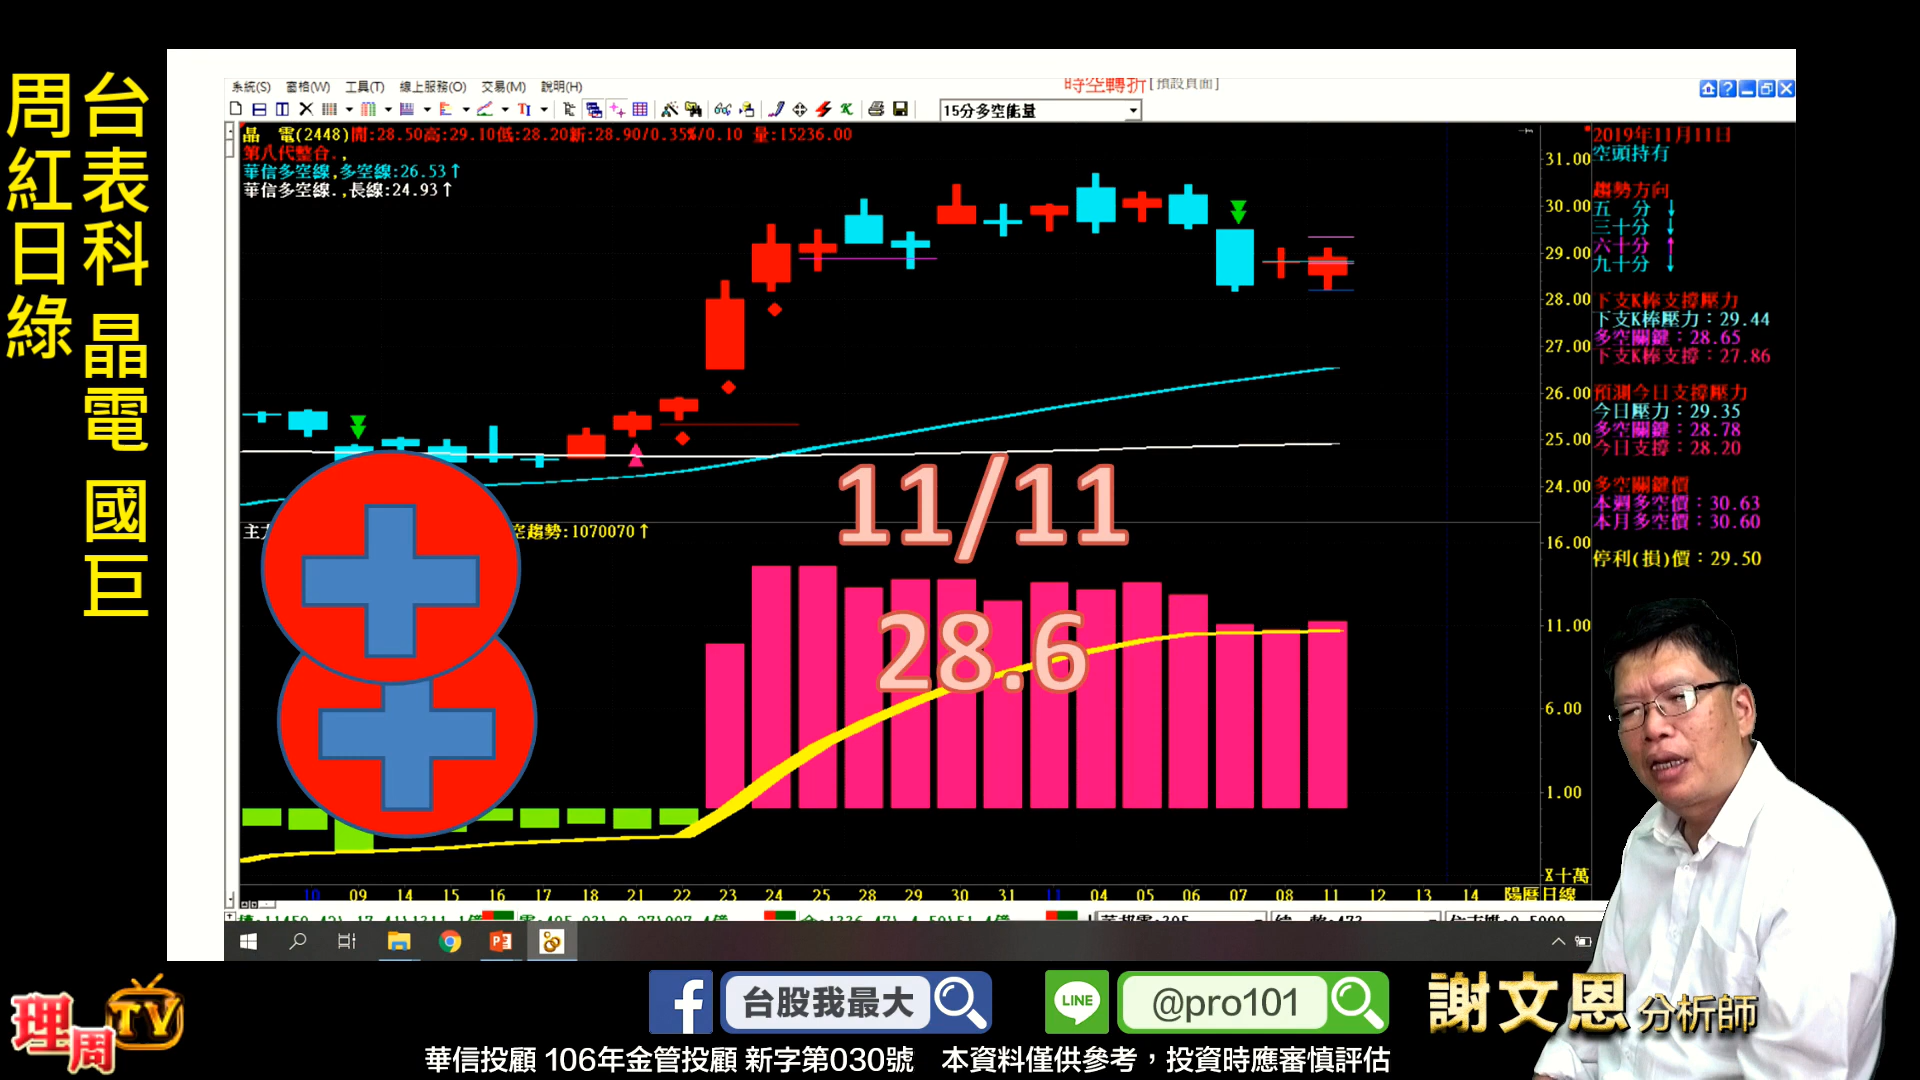 台表科 晶電 國巨
周紅日綠
系統(S) 窗格(W) 工具(T) 線上服務(O) 交易(M) 說明(H)
時空轉折[預設頁面]
15分多空能量
晶 電(2448)開:28.50高:29.10低:28.20新:28.90/0.35%/0.10 量:15236.00
第八代整合.,
華信多空線,多空線:26.53↑
華信多空線.,長線:24.93↑
31.00
30.00
29.00
28.00
27.00
26.00
25.00
24.00
2019年11月11日
空頭持有
趨勢方向
五 分 ↓
三十分 ↓
六十分 ↑
九十分 ↓
下支K棒支撐壓力
下支K棒壓力：29.44
多空關鍵：28.65
下支K棒支撐：27.86
預測今日支撐壓力
今日壓力：29.35
多空關鍵：28.78
今日支撐：28.20
多空關鍵價
本週多空價：30.63
本月多空價：30.60
停利(損)價：29.50
11/11
28.6
空趨勢:1070070↑
16.00
11.00
6.00
1.00
X十萬
10 09 14 15 16 17 18 21 22 23 24 25 28 29 30 31 11 04 05 06 07 08 11 12 13 14 陽曆日線
理周TV
台股我最大
LINE
@pro101
謝文恩 分析師
華信投顧 106年金管投顧 新字第030號 本資料僅供參考，投資時應審慎評估